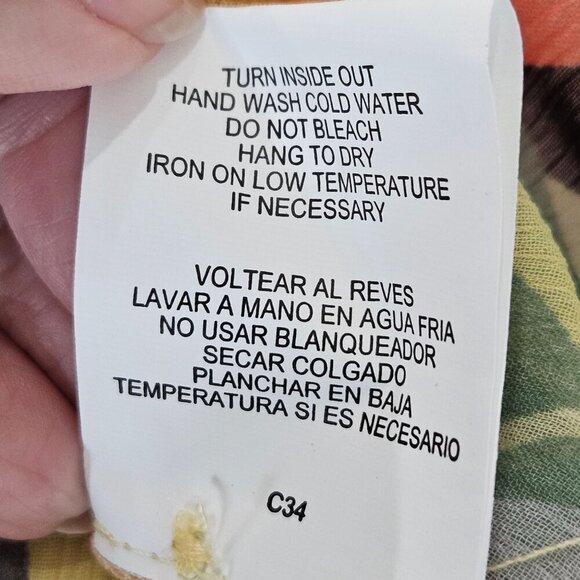 TURN INSIDE OUT
HAND WASH COLD WATER
DO NOT BLEACH
HANG TO DRY
IRON ON LOW TEMPERATURE
IF NECESSARY
VOLTEAR AL REVES
LAVAR A MANO EN AGUA FRIA
NO USAR BLANQUEADOR
SECAR COLGADO
PLANCHAR EN BAJA
TEMPERATURA SI ES NECESARIO
C34